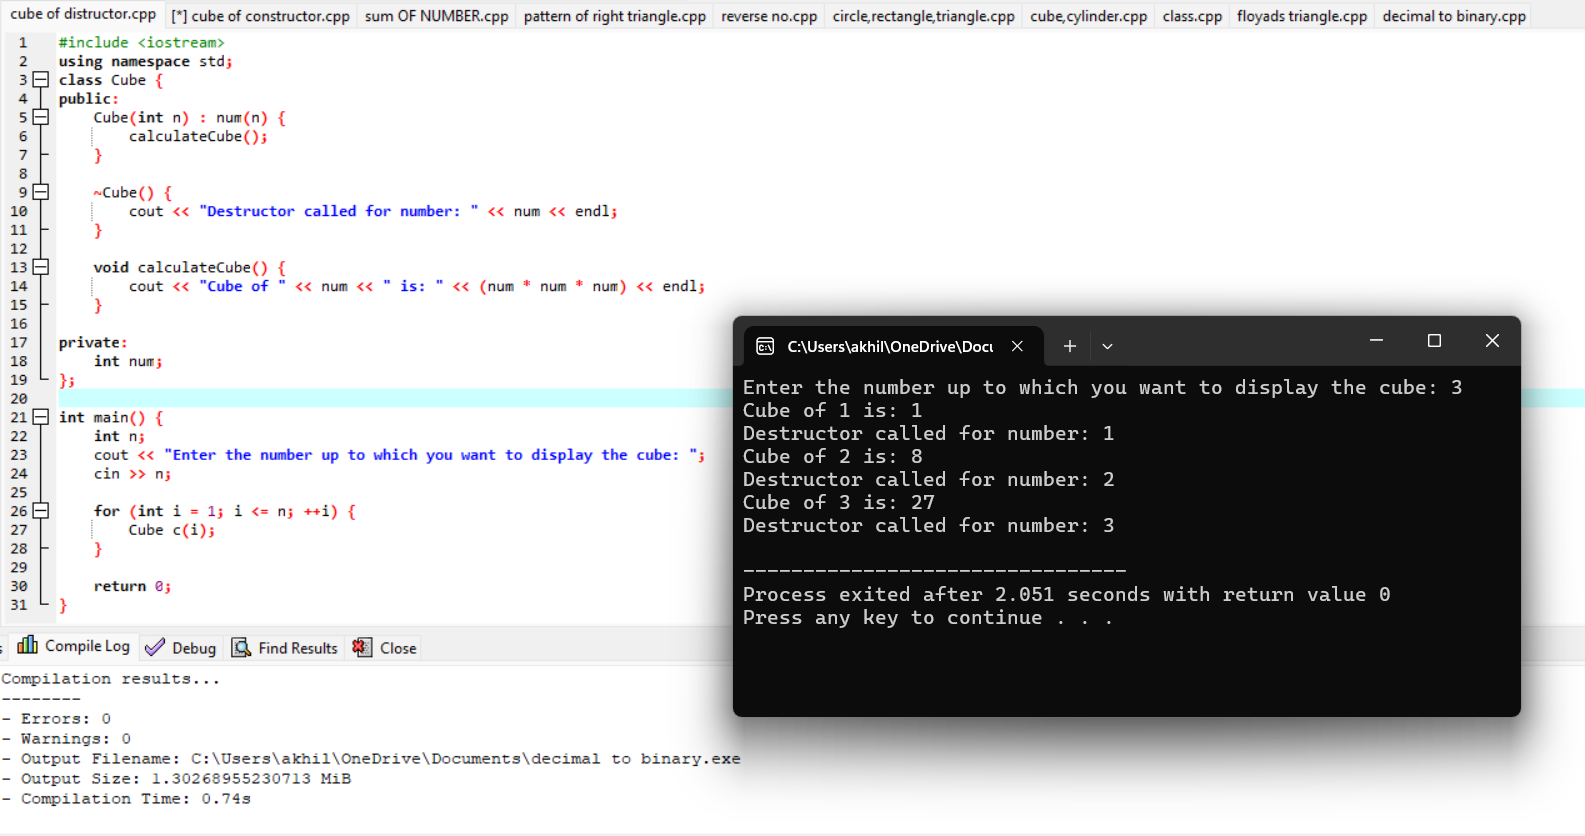 cube of distructor.cpp [*] cube of constructor.cpp sum OF NUMBER.cpp pattern of right triangle.cpp reverse no.cpp circle,rectangle,triangle.cpp cube,cylinder.cpp class.cpp floyads triangle.cpp decimal to binary.cpp
1 #include <iostream>
2 using namespace std;
3 class Cube {
4 public:
5     Cube(int n) : num(n) {
6         calculateCube();
7     }
8
9     ~Cube() {
10         cout << "Destructor called for number: " << num << endl;
11     }
12
13     void calculateCube() {
14         cout << "Cube of " << num << " is: " << (num * num * num) << endl;
15     }
16
17 private:
18     int num;
19 };
20
21 int main() {
22     int n;
23     cout << "Enter the number up to which you want to display the cube: ";
24     cin >> n;
25
26     for (int i = 1; i <= n; ++i) {
27         Cube c(i);
28     }
29
30     return 0;
31 }
C:\Users\akhil\OneDrive\Docu
Enter the number up to which you want to display the cube: 3
Cube of 1 is: 1
Destructor called for number: 1
Cube of 2 is: 8
Destructor called for number: 2
Cube of 3 is: 27
Destructor called for number: 3
--------------------------------
Process exited after 2.051 seconds with return value 0
Press any key to continue . . .
Compile Log Debug Find Results Close
Compilation results...
--------
- Errors: 0
- Warnings: 0
- Output Filename: C:\Users\akhil\OneDrive\Documents\decimal to binary.exe
- Output Size: 1.30268955230713 MiB
- Compilation Time: 0.74s